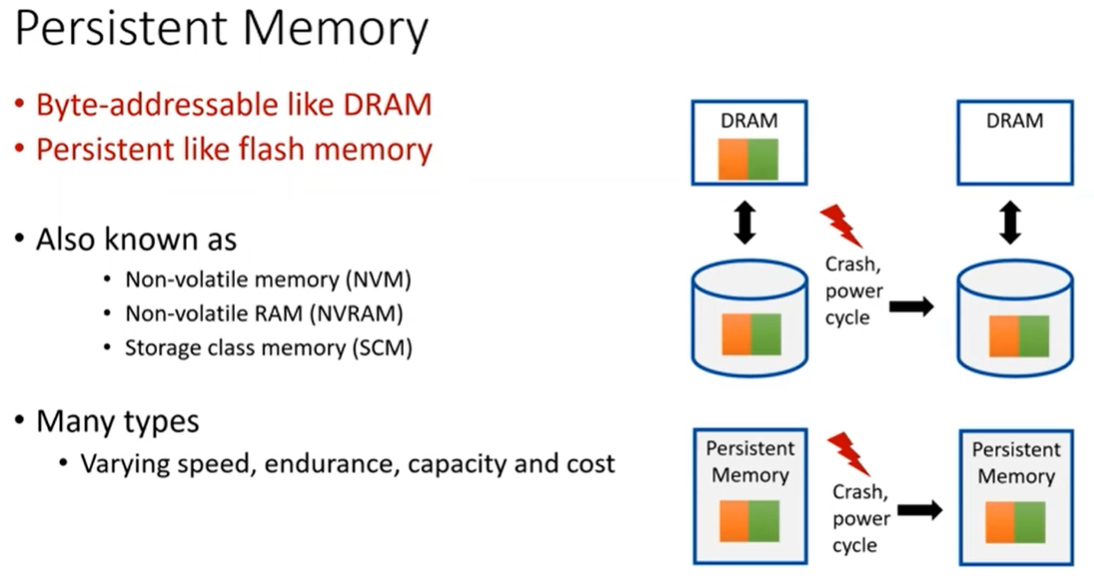 Persistent Memory
• Byte-addressable like DRAM
• Persistent like flash memory
• Also known as
• Non-volatile memory (NVM)
• Non-volatile RAM (NVRAM)
• Storage class memory (SCM)
• Many types
• Varying speed, endurance, capacity and cost
DRAM
DRAM
Crash,
power
cycle
Persistent
Memory
Crash,
power
cycle
Persistent
Memory